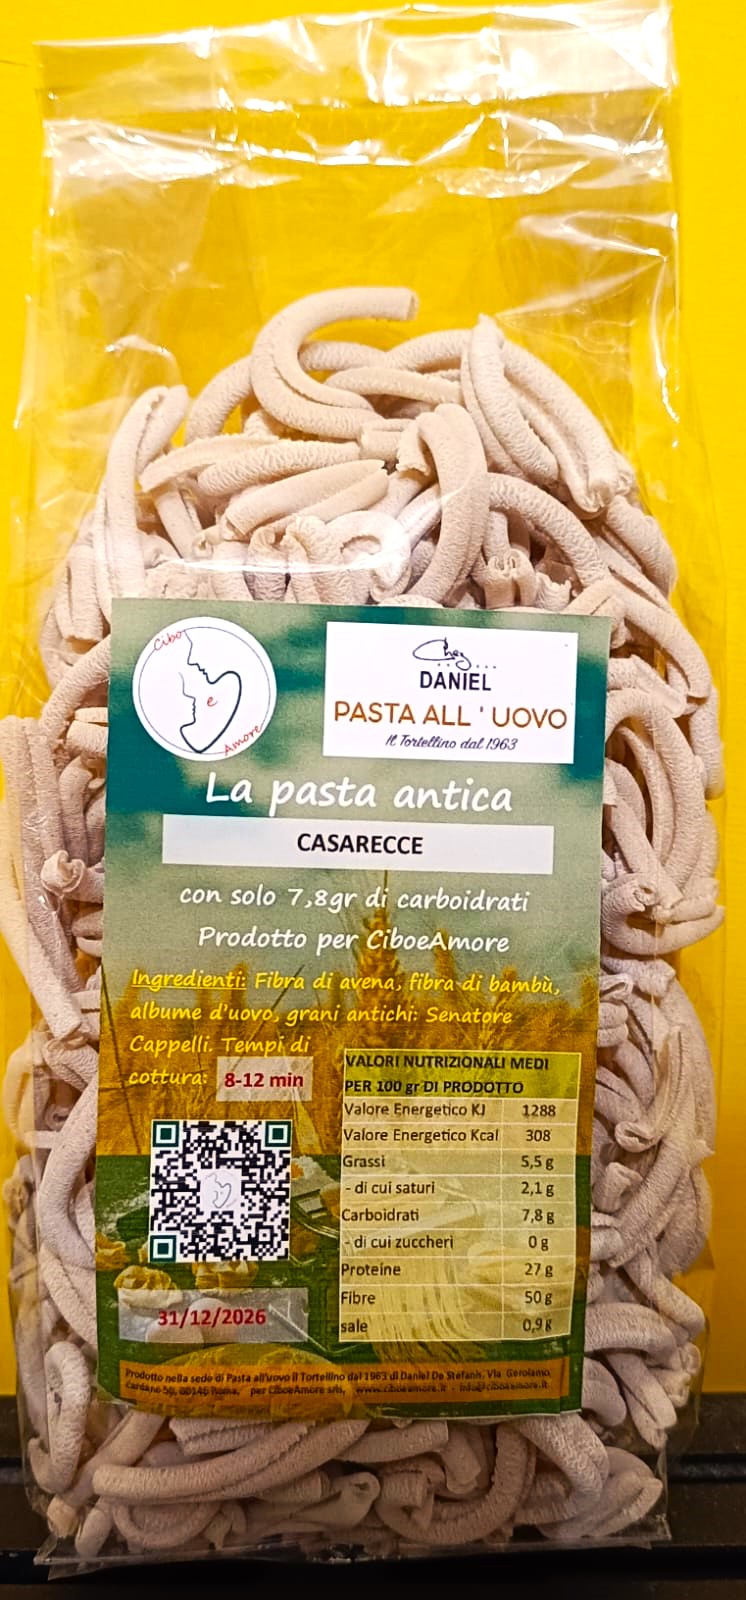 Cibo
e
Amore
Chez
DANIEL
PASTA ALL ' UOVO
Il Tortellino dal 1963
La pasta antica
CASARECCE
con solo 7,8gr di carboidrati
Prodotto per CiboeAmore
Ingredienti: Fibra di avena, fibra di bambù,
albume d'uovo, grani antichi: Senatore
Cappelli. Tempi di
cottura: 8-12 min
VALORI NUTRIZIONALI MEDI
PER 100 gr DI PRODOTTO
Valore Energetico KJ 1288
Valore Energetico Kcal 308
Grassi 5,5 g
- di cui saturi 2,1 g
Carboidrati 7,8 g
- di cui zuccheri 0 g
Proteine 27 g
Fibre 50 g
sale 0,9 g
31/12/2026
Prodotto nella sede di Pasta all'uovo il Tortellino dal 1963 di Daniel De Stefanis, Via Gerolamo
Cardano 50, 00146 Roma, per CiboeAmore srls, www.ciboeamore.it - info@ciboeamore.it